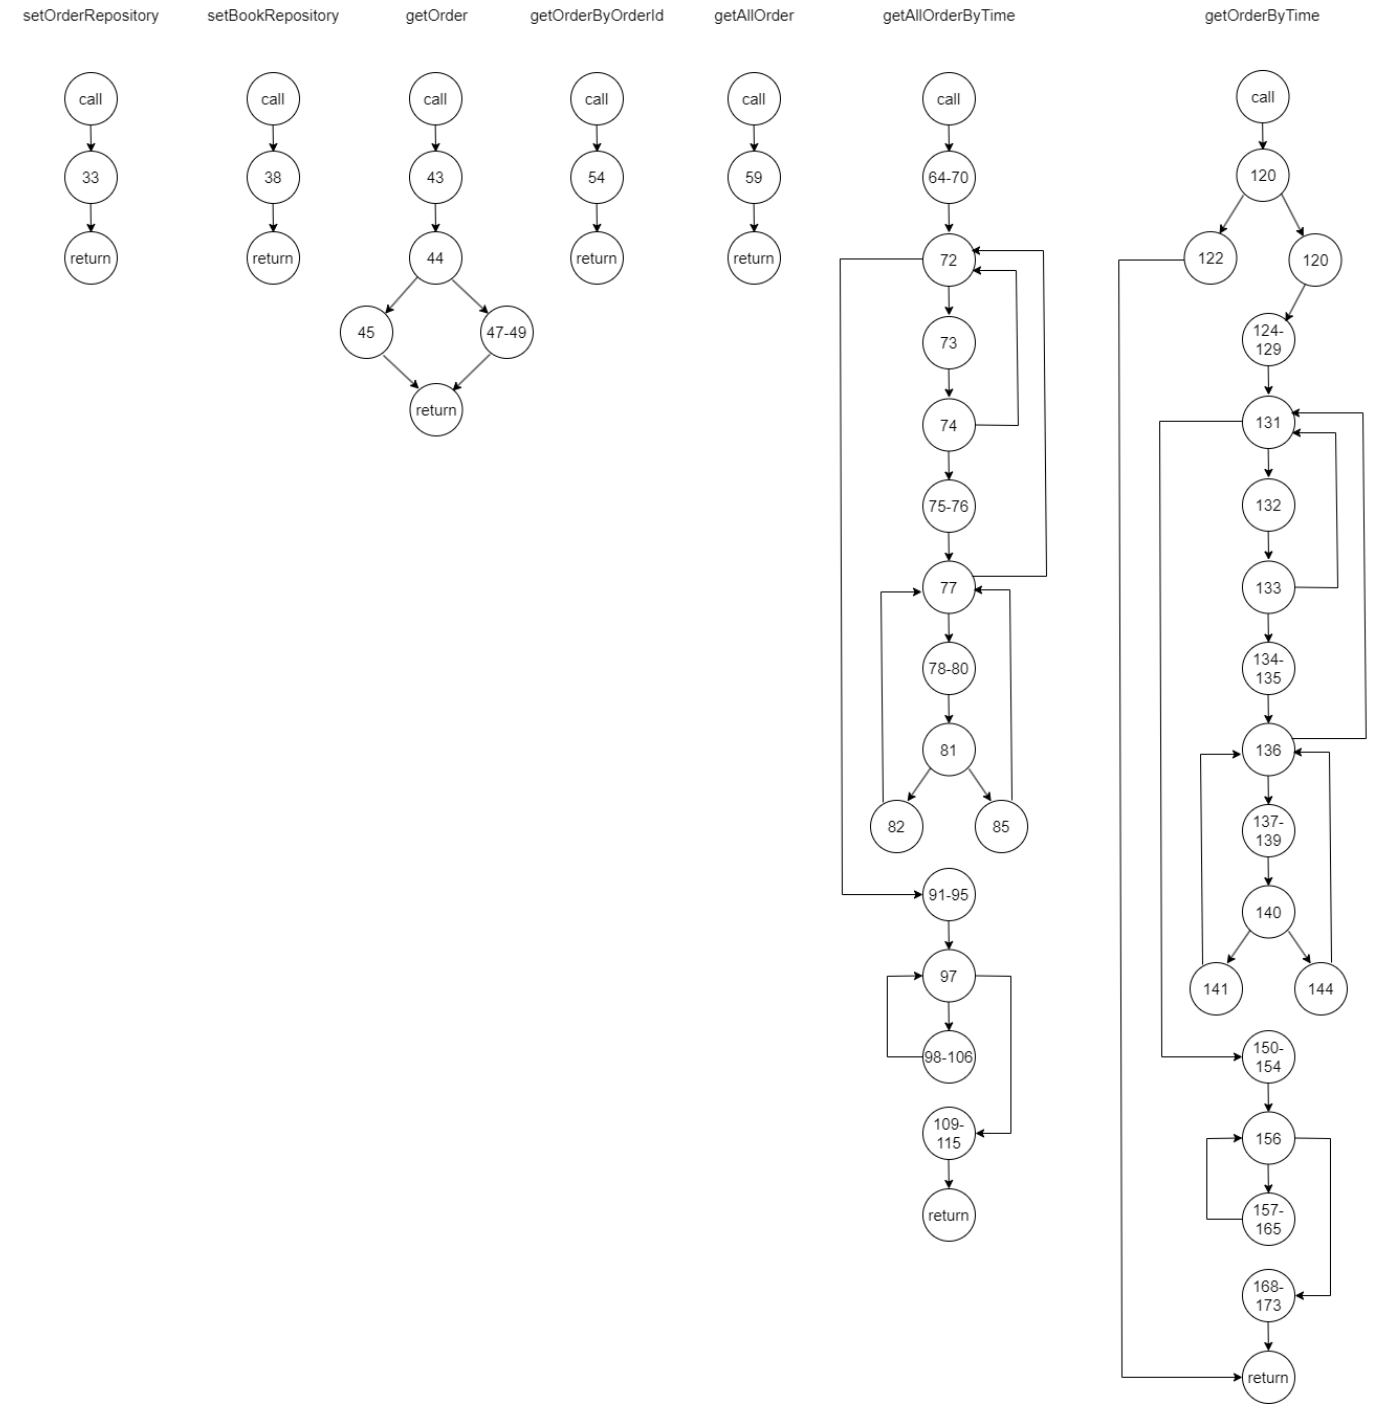 setOrderRepository
setBookRepository
getOrder
getOrderByOrderId
getAllOrder
getAllOrderByTime
getOrderByTime
call
33
return
call
38
return
call
43
44
45
47-49
return
call
54
return
call
59
return
call
64-70
72
73
74
75-76
77
78-80
81
82
85
91-95
97
98-106
109-
115
return
call
120
122
120
124-
129
131
132
133
134-
135
136
137-
139
140
141
144
150-
154
156
157-
165
168-
173
return